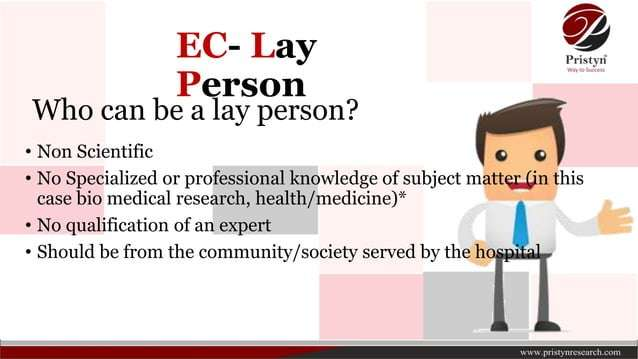 EC- Lay
Person
Pristyn
Way to Success
Who can be a lay person?
• Non Scientific
• No Specialized or professional knowledge of subject matter (in this
case bio medical research, health/medicine)*
• No qualification of an expert
• Should be from the community/society served by the hospital
www.pristynresearch.com